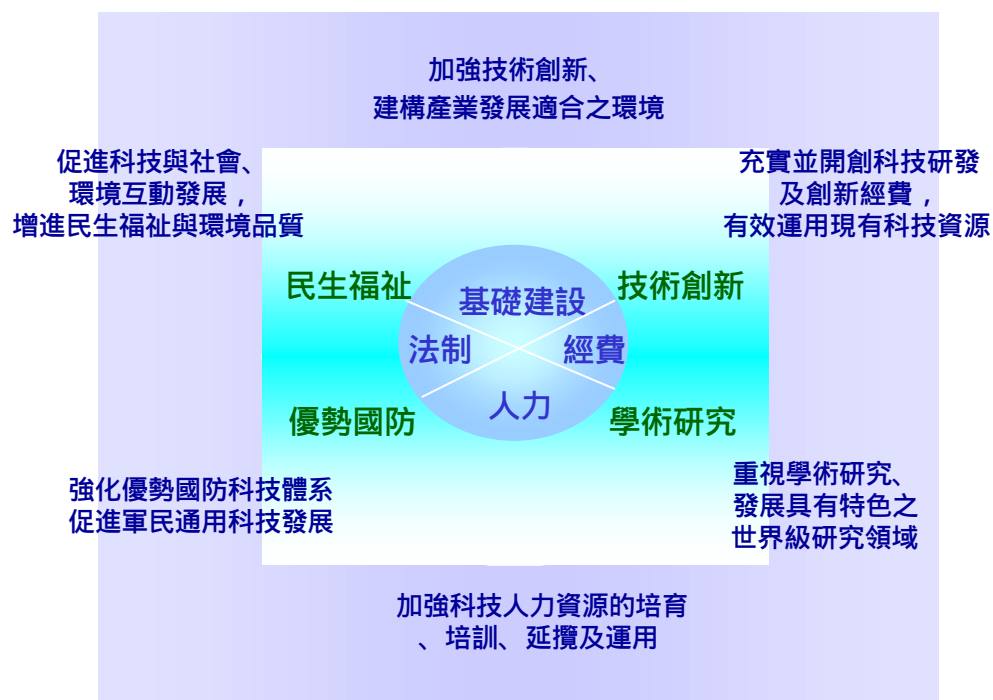 加強技術創新、
建構產業發展適合之環境
促進科技與社會、
環境互動發展，
增進民生福祉與環境品質
充實並開創科技研發
及創新經費，
有效運用現有科技資源
民生福祉
基礎建設
技術創新
法制
經費
人力
優勢國防
學術研究
強化優勢國防科技體系
促進軍民通用科技發展
重視學術研究、
發展具有特色之
世界級研究領域
加強科技人力資源的培育
、培訓、延攬及運用